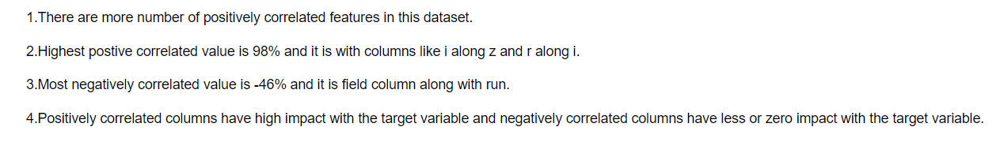 1.There are more number of positively correlated features in this dataset.
2.Highest postive correlated value is 98% and it is with columns like i along z and r along i.
3.Most negatively correlated value is -46% and it is field column along with run.
4.Positively correlated columns have high impact with the target variable and negatively correlated columns have less or zero impact with the target variable.